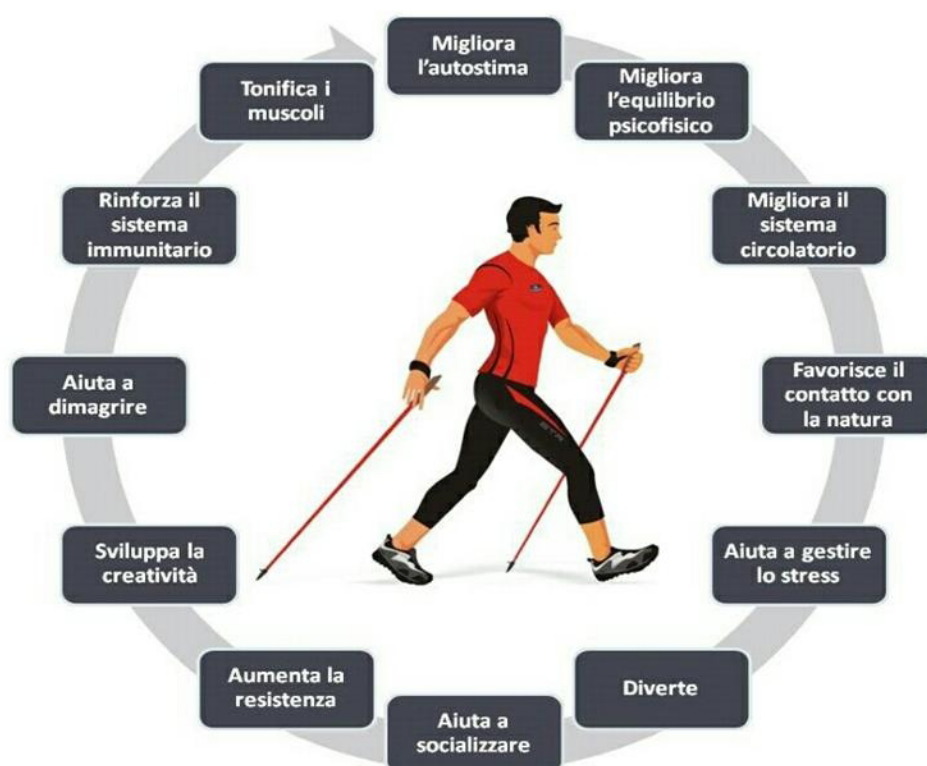 Migliora
l'autostima
Migliora
l'equilibrio
psicofisico
Migliora il
sistema
circolatorio
Favorisce il
contatto con
la natura
Aiuta a gestire
lo stress
Diverte
Aiuta a
socializzare
Aumenta la
resistenza
Sviluppa la
creatività
Aiuta a
dimagrire
Rinforza il
sistema
immunitario
Tonifica i
muscoli